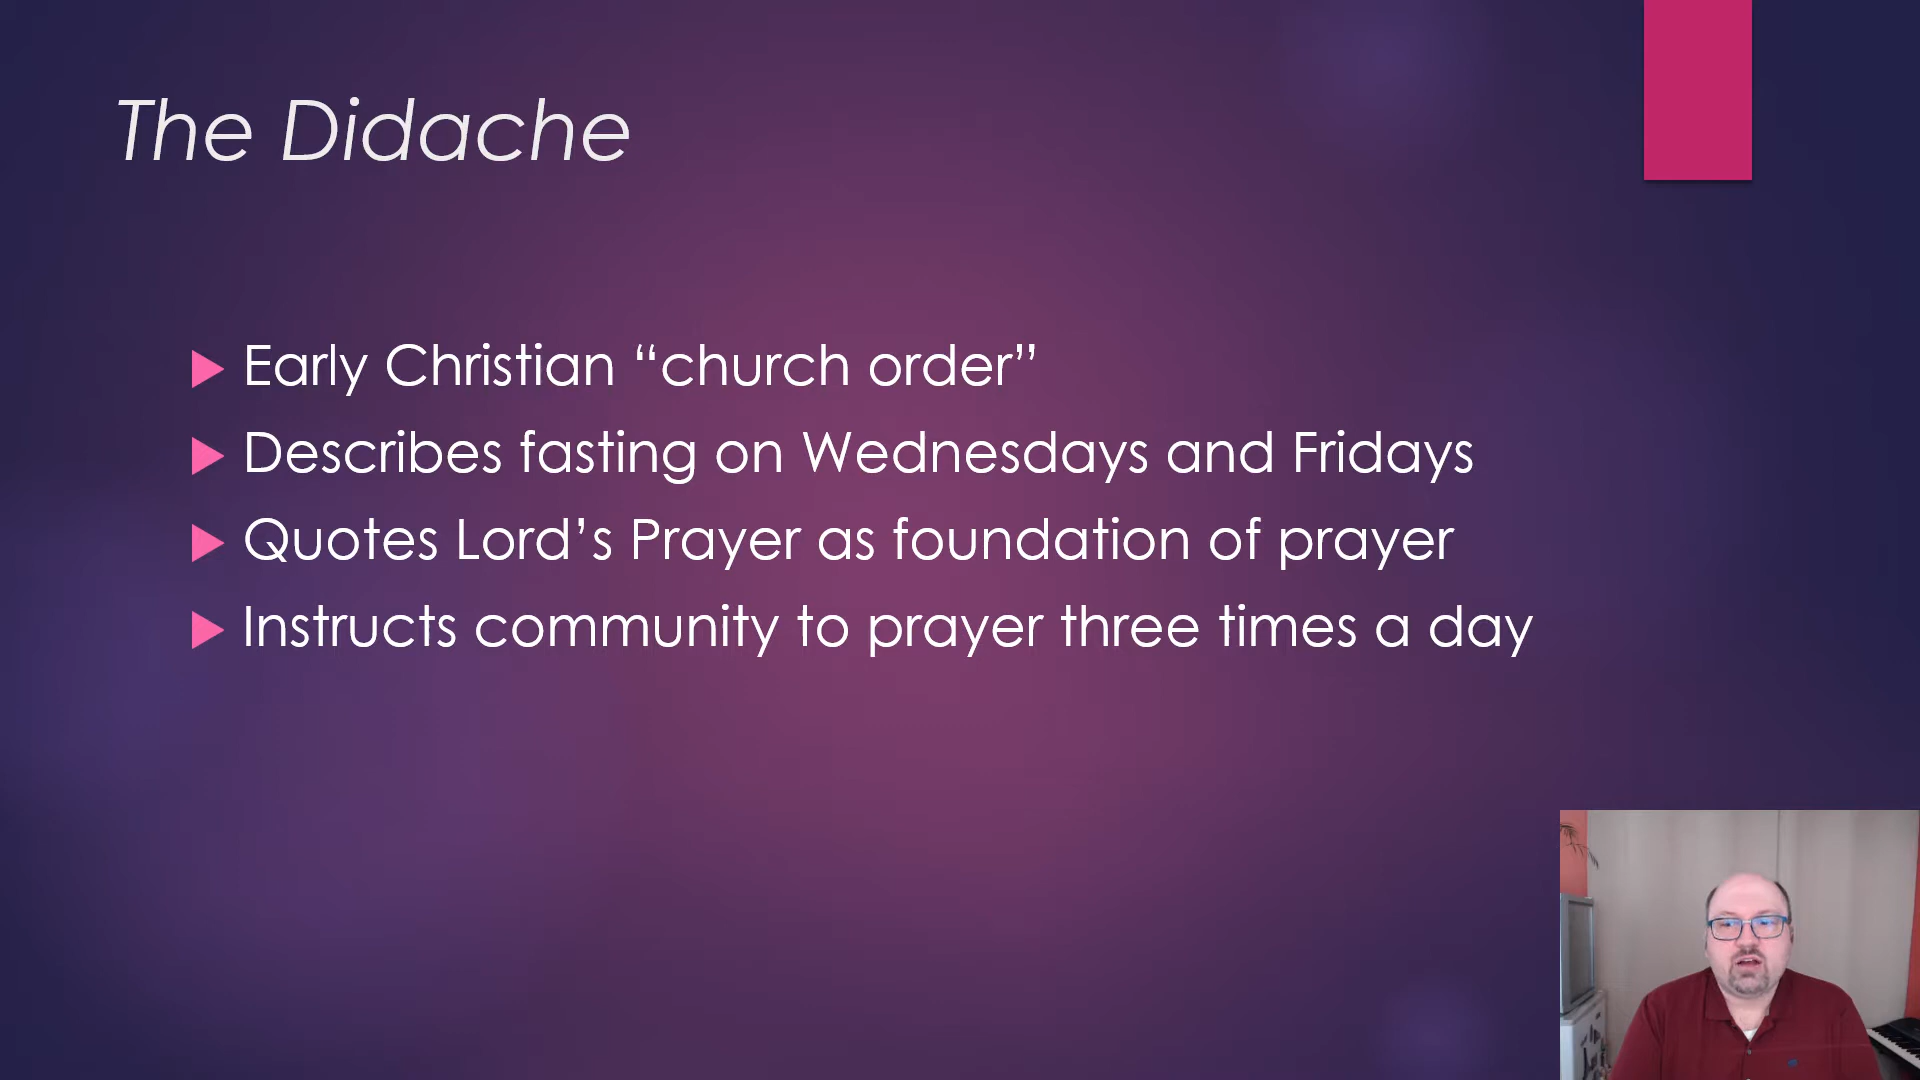 The Didache
Early Christian “church order”
Describes fasting on Wednesdays and Fridays
Quotes Lord’s Prayer as foundation of prayer
Instructs community to prayer three times a day